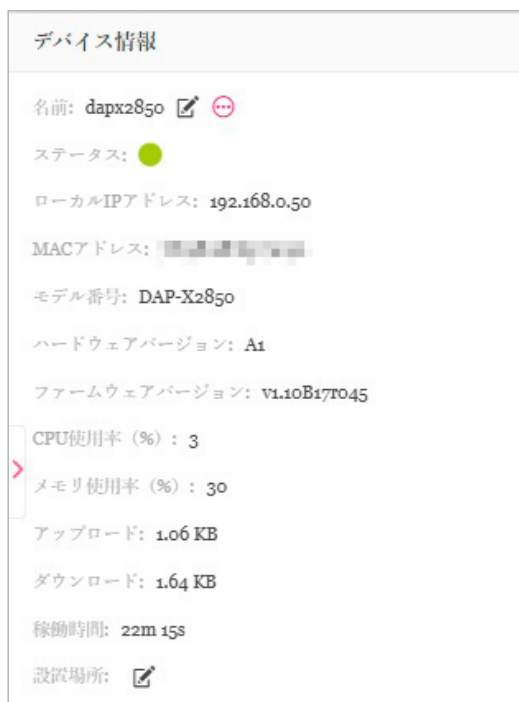 デバイス情報
名前: dapx2850
ステータス:
ローカルIPアドレス: 192.168.0.50
MACアドレス:
モデル番号: DAP-X2850
ハードウェアバージョン: A1
ファームウェアバージョン: v1.10B17r045
CPU使用率（%）: 3
メモリ使用率（%）: 30
アップロード: 1.06 KB
ダウンロード: 1.64 KB
稼働時間: 22m 15s
設置場所: